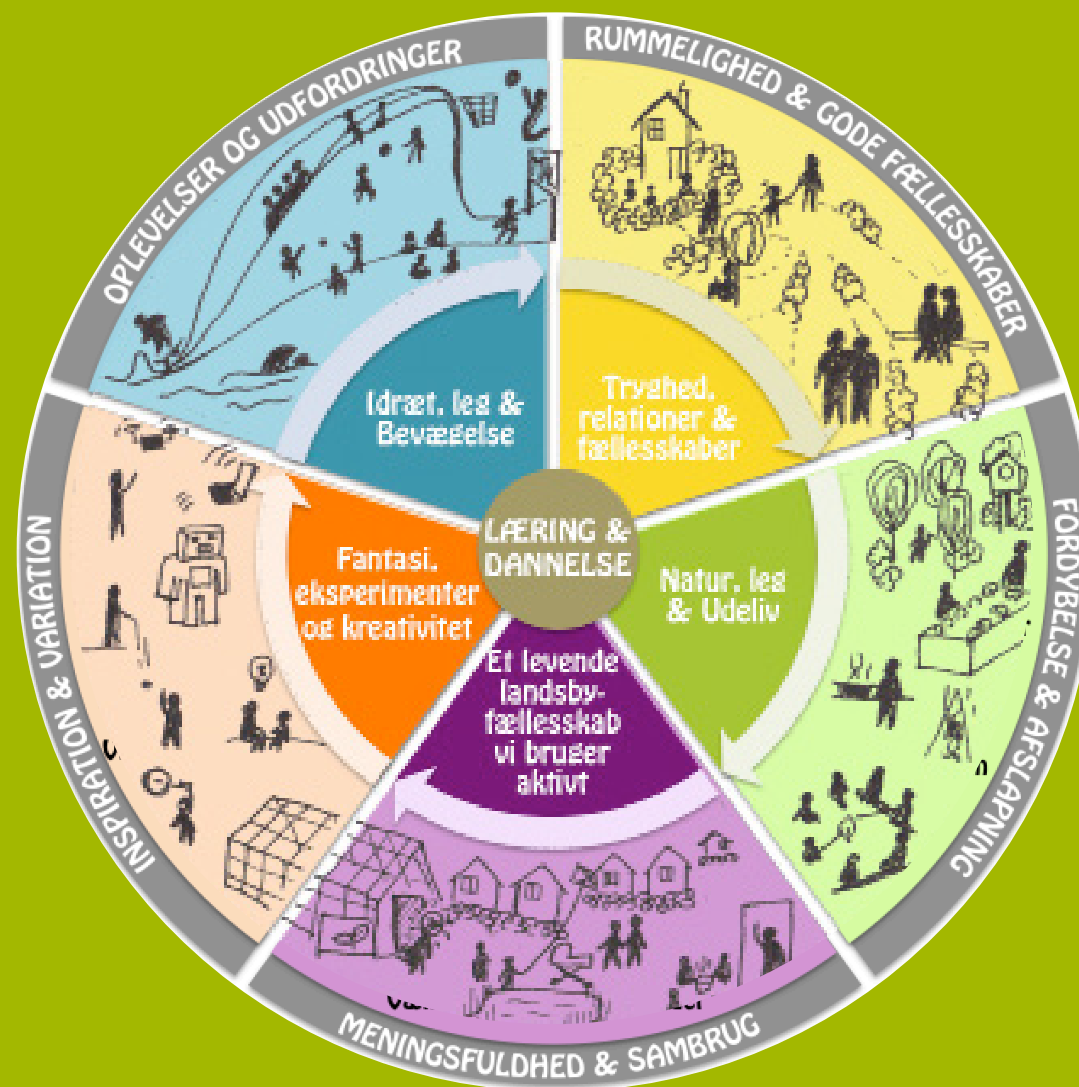 OPLEVELSER OG UDFORDRINGER
RUMMELIGHED & GODE FÆLLESSKABER
Idræt, leg &
Bevægelse
Tryghed,
relationer &
fællesskaber
LÆRING &
DANNELSE
Fantasi,
eksperimenter
og kreativitet
Natur, leg
& Udeliv
Et levende
landsby-
fællesskab
vi bruger
aktivt
INSPIRATION & VARIATION
FORDYBELSE & AFSLAPNING
MENINGSFULDHED & SAMBRUG